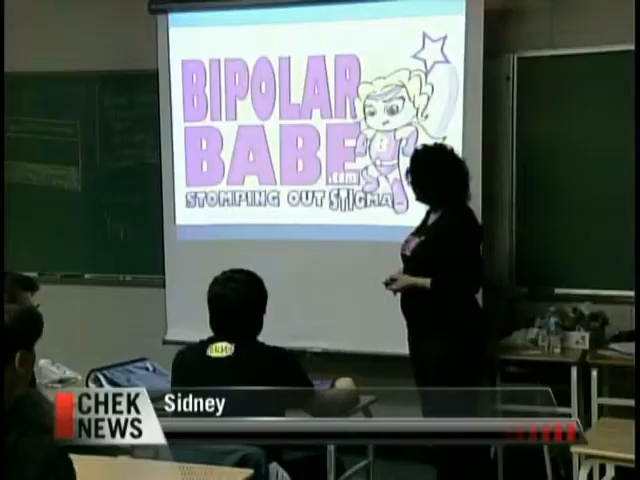 BIPOLAR
BABE
.com
STOMPING OUT STIGMA
CHEK
NEWS
Sidney